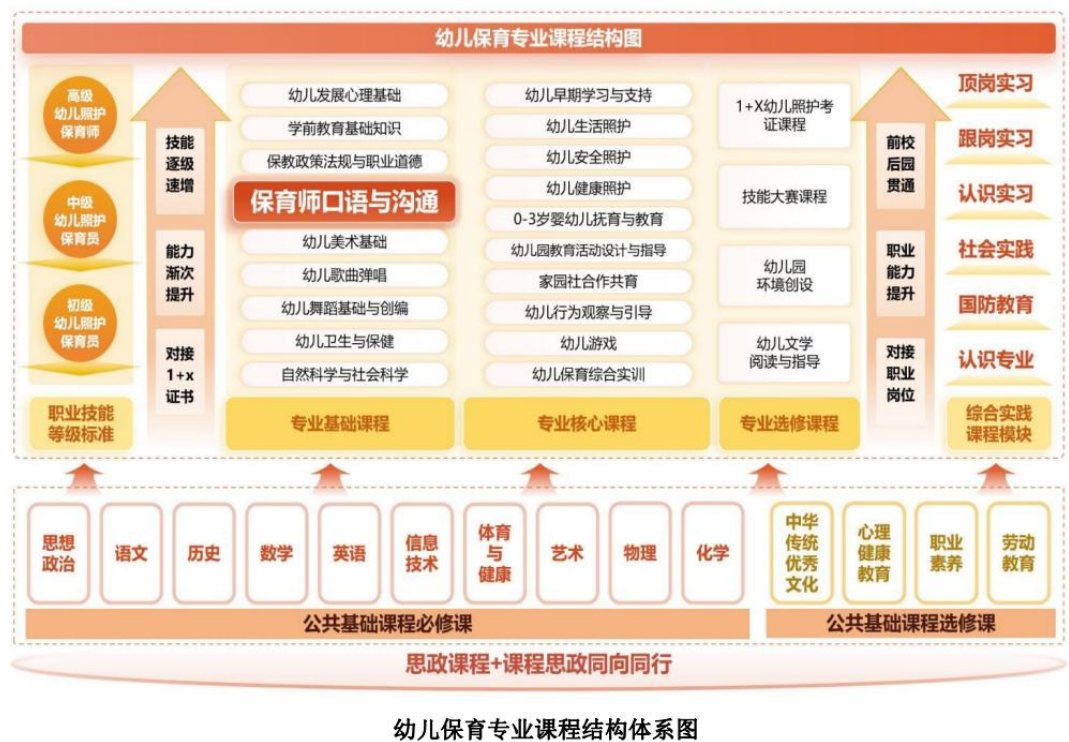 幼儿保育专业课程结构图
高级
幼儿照护
保育师
中级
幼儿照护
保育员
初级
幼儿照护
保育员
职业技能
等级标准
技能
逐级
速增
能力
渐次
提升
对接
1+x
证书
幼儿发展心理基础
学前教育基础知识
保教政策法规与职业道德
保育师口语与沟通
幼儿美术基础
幼儿歌曲弹唱
幼儿舞蹈基础与创编
幼儿卫生与保健
自然科学与社会科学
专业基础课程
幼儿早期学习与支持
幼儿生活照护
幼儿安全照护
幼儿健康照护
0-3岁婴幼儿抚育与教育
幼儿园教育活动设计与指导
家园社合作共育
幼儿行为观察与引导
幼儿游戏
幼儿保育综合实训
专业核心课程
1+X幼儿照护考
证课程
技能大赛课程
幼儿园
环境创设
幼儿文学
阅读与指导
专业选修课程
前校
后园
贯通
职业
能力
提升
对接
职业
岗位
顶岗实习
跟岗实习
认识实习
社会实践
国防教育
认识专业
综合实践
课程模块
思想
政治
语文
历史
数学
英语
信息
技术
体育
与
健康
艺术
物理
化学
公共基础课程必修课
中华
传统
优秀
文化
心理
健康
教育
职业
素养
劳动
教育
公共基础课程选修课
思政课程+课程思政同向同行
幼儿保育专业课程结构体系图